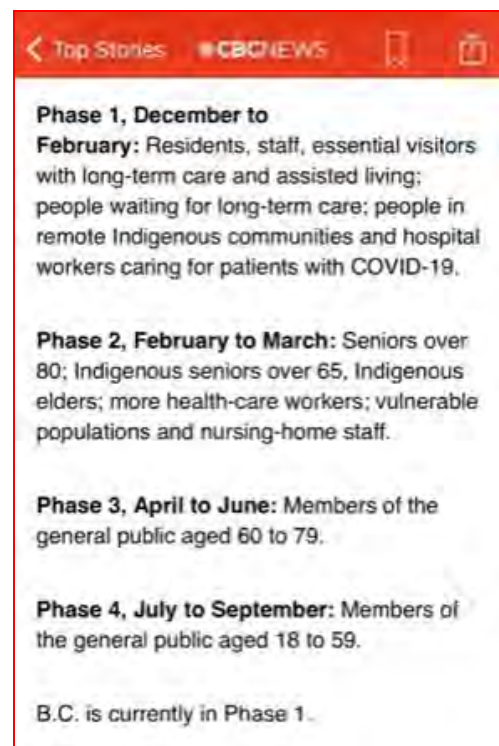 Top Stories CBCNEWS
Phase 1, December to
February: Residents, staff, essential visitors
with long-term care and assisted living;
people waiting for long-term care; people in
remote Indigenous communities and hospital
workers caring for patients with COVID-19.
Phase 2, February to March: Seniors over
80; Indigenous seniors over 65, Indigenous
elders; more health-care workers; vulnerable
populations and nursing-home staff.
Phase 3, April to June: Members of the
general public aged 60 to 79.
Phase 4, July to September: Members of
the general public aged 18 to 59.
B.C. is currently in Phase 1.